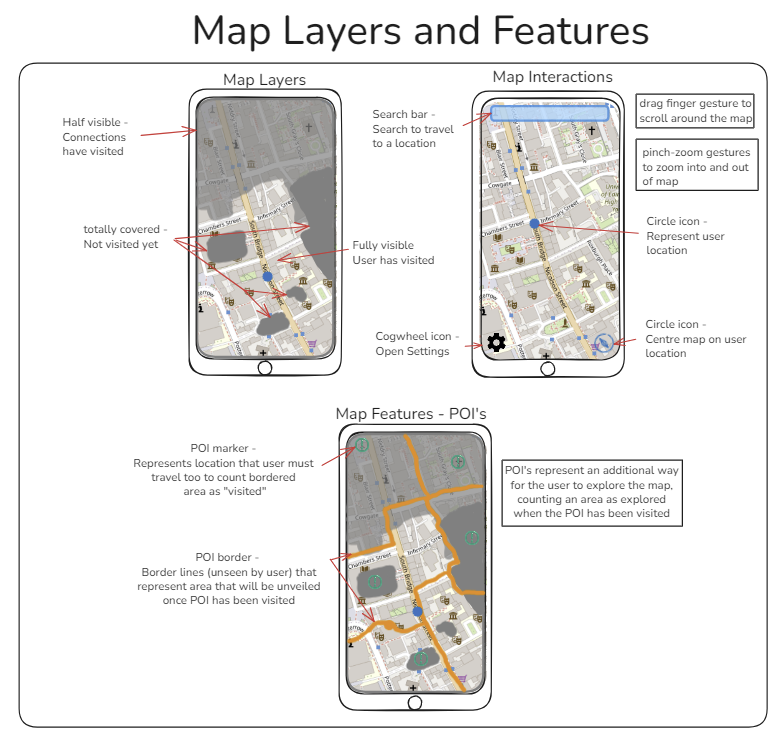 Map Layers and Features
Map Layers
Half visible -
Connections
have visited
totally covered -
Not visited yet
Fully visible
User has visited
Cowgate
Chambers Street
Infirmary Street
South Bridge
Map Interactions
Search bar -
Search to travel
to a location
drag finger gesture to
scroll around the map
pinch-zoom gestures
to zoom into and out
of map
Circle icon -
Represent user
location
Cogwheel icon -
Open Settings
Circle icon -
Centre map on user
location
Cowgate
Chambers Street
Infirmary Street
South Bridge
Nicolson Street
Map Features - POI's
POI marker -
Represents location that user must
travel too to count bordered
area as "visited"
POI border -
Border lines (unseen by user) that
represent area that will be unveiled
once POI has been visited
POI's represent an additional way
for the user to explore the map,
counting an area as explored
when the POI has been visited
Cowgate
Chambers Street
South Bridge